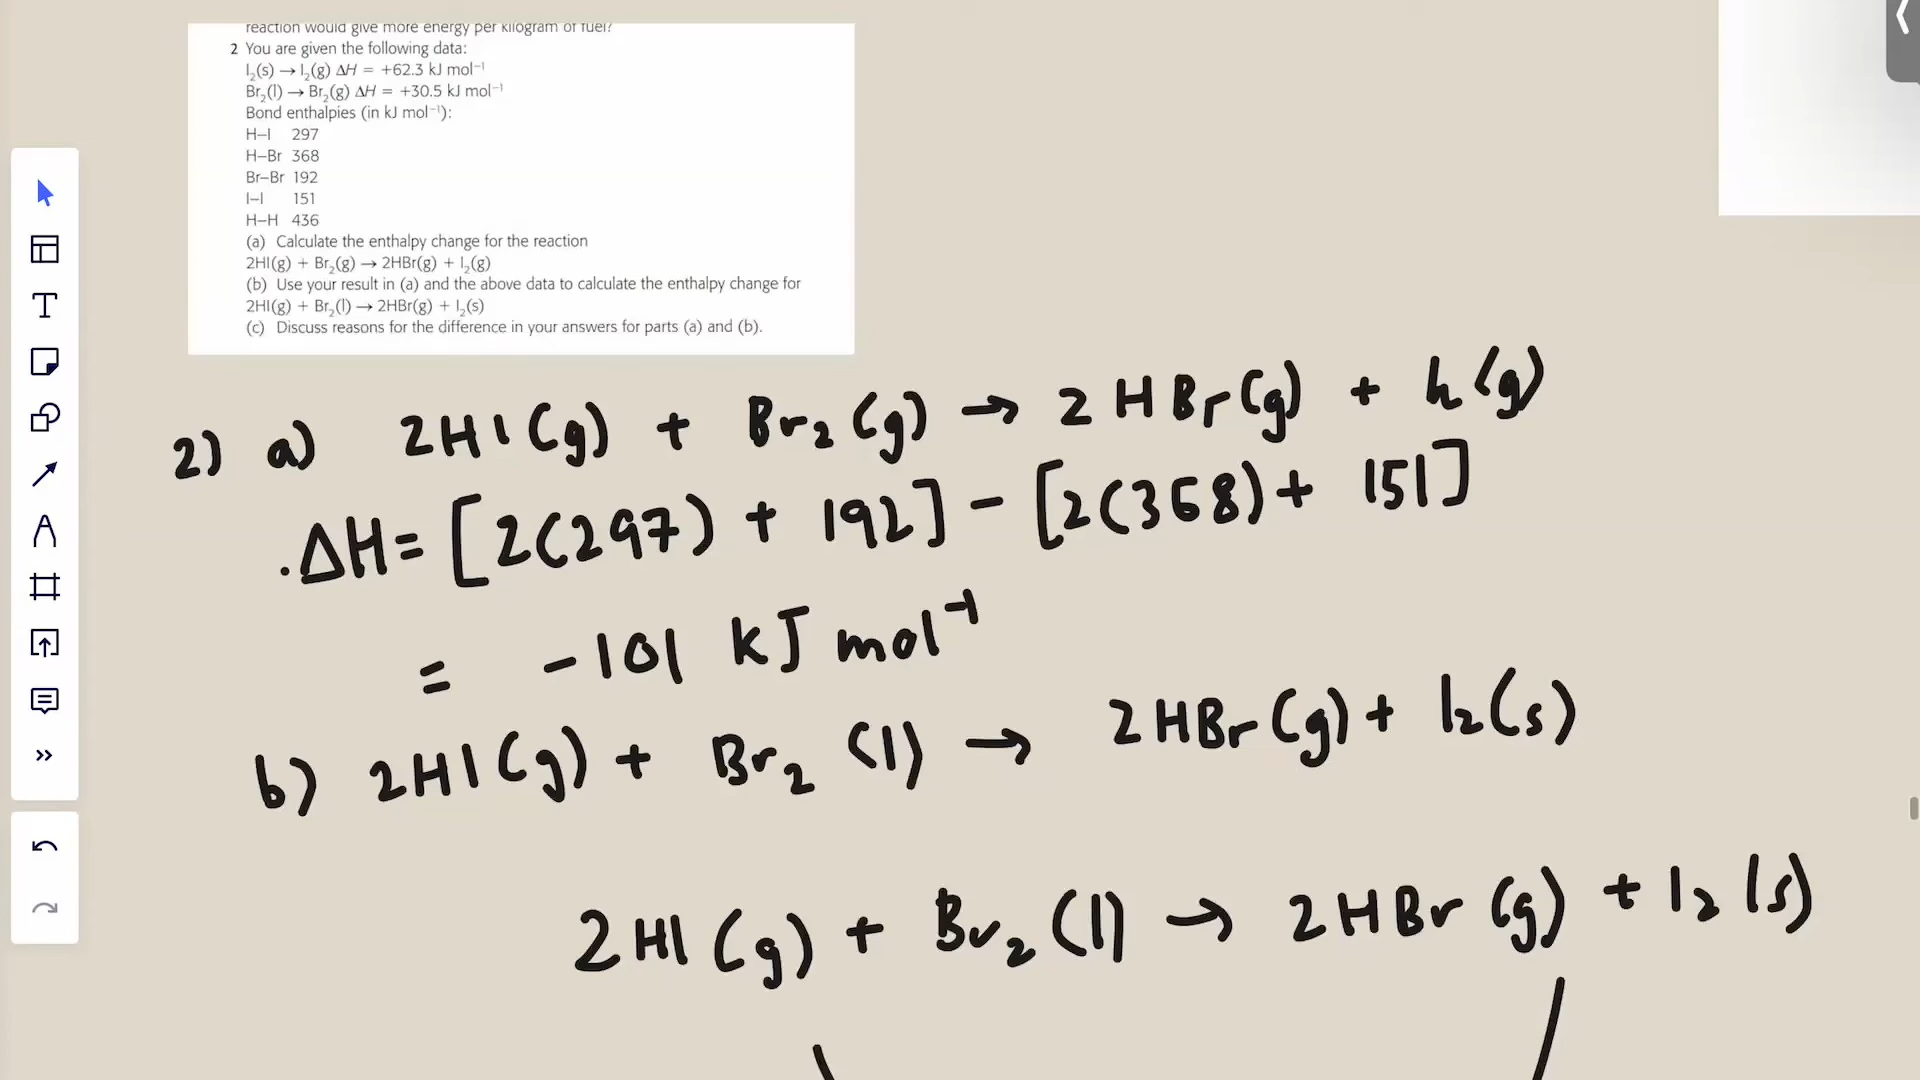 reaction would give more energy per kilogram of fuel?
2 You are given the following data:
I₂(s) → I₂(g) ΔH = +62.3 kJ mol⁻¹
Br₂(l) → Br₂(g) ΔH = +30.5 kJ mol⁻¹
Bond enthalpies (in kJ mol⁻¹):
H–I 297
H–Br 368
Br–Br 192
I–I 151
H–H 436
(a) Calculate the enthalpy change for the reaction
2HI(g) + Br₂(g) → 2HBr(g) + I₂(g)
(b) Use your result in (a) and the above data to calculate the enthalpy change for
2HI(g) + Br₂(l) → 2HBr(g) + I₂(s)
(c) Discuss reasons for the difference in your answers for parts (a) and (b).
2) a) 2HI(g) + Br₂(g) → 2HBr(g) + I₂(g)
.ΔH = [2(297) + 192] - [2(368) + 151]
= -101 kJ mol⁻¹
b) 2HI(g) + Br₂(l) → 2HBr(g) + I₂(s)
2HI(g) + Br₂(l) → 2HBr(g) + I₂(s)